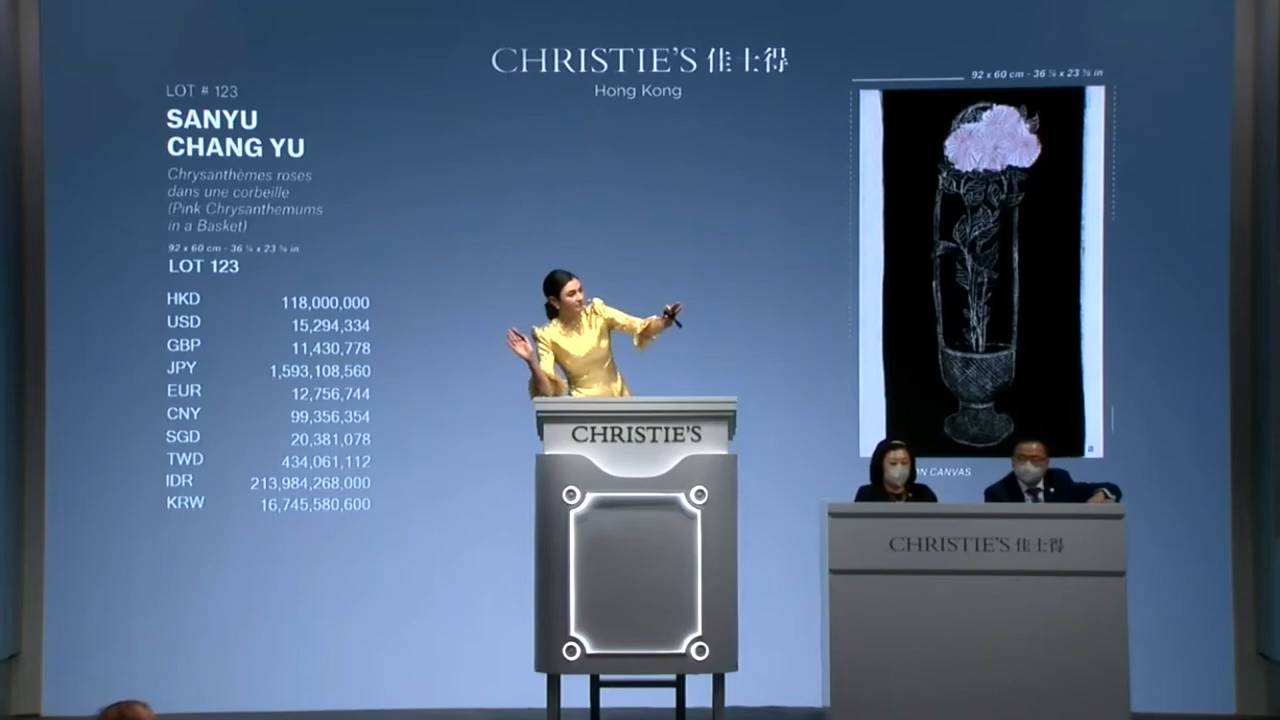 CHRISTIE'S 佳士得
Hong Kong
LOT # 123
SANYU
CHANG YU
Chrysanthèmes roses
dans une corbeille
(Pink Chrysanthemums
in a Basket)
92 x 60 cm - 36 ¼ x 23 ⅝ in
LOT 123
HKD 118,000,000
USD 15,294,334
GBP 11,430,778
JPY 1,593,108,560
EUR 12,756,744
CNY 99,356,354
SGD 20,381,078
TWD 434,061,112
IDR 213,984,268,000
KRW 16,745,580,600
92 x 60 cm - 36 ¼ x 23 ⅝ in
ON CANVAS
CHRISTIE'S
CHRISTIE'S 佳士得